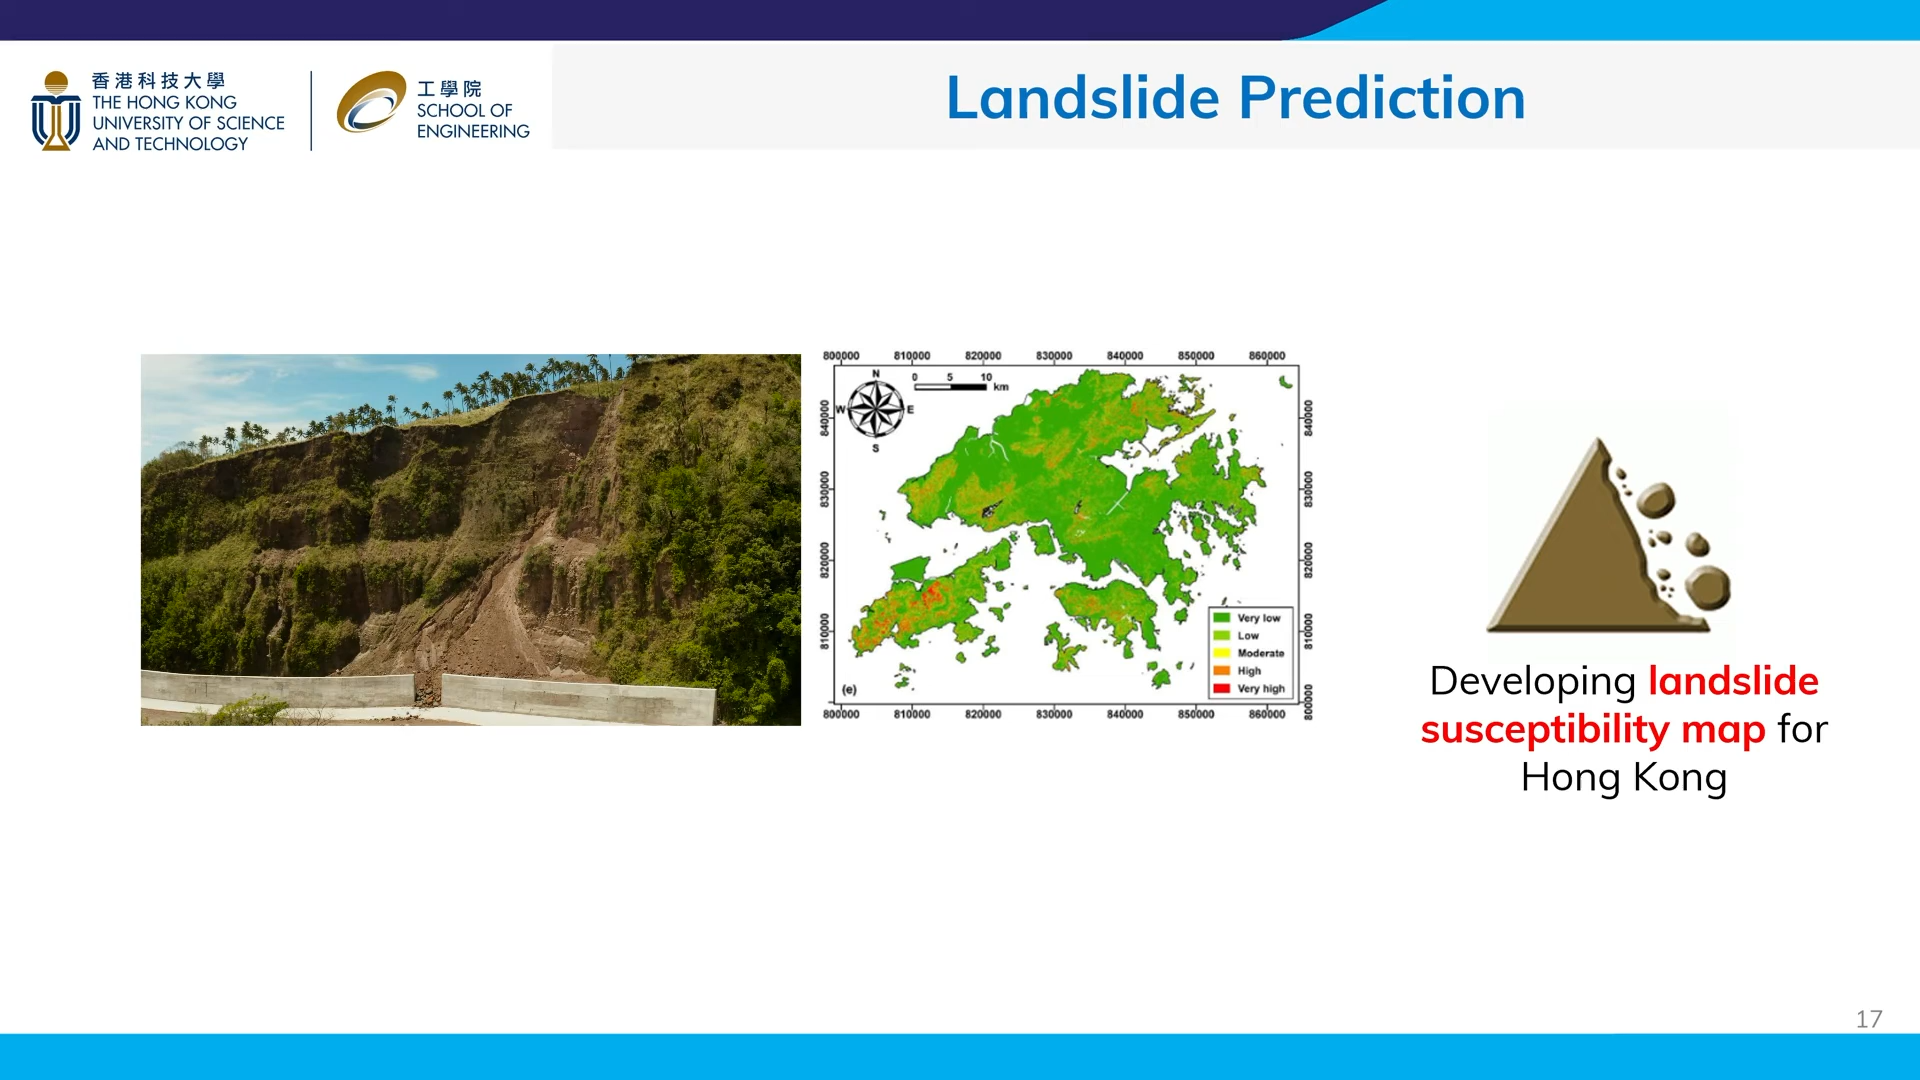 香港科技大學
THE HONG KONG
UNIVERSITY OF SCIENCE
AND TECHNOLOGY
工學院
SCHOOL OF
ENGINEERING
Landslide Prediction
800000 810000 820000 830000 840000 850000 860000
N
W E
S
0 5 10
km
840000 840000
830000 830000
820000 820000
810000 810000
800000
Very low
Low
Moderate
High
Very high
(e)
800000 810000 820000 830000 840000 850000 860000
Developing landslide
susceptibility map for
Hong Kong
17